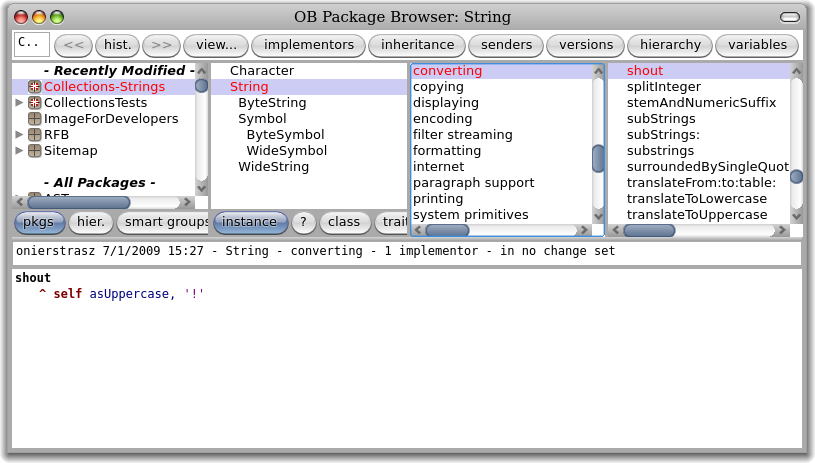 OB Package Browser: String
C.. << hist. >> view... implementors inheritance senders versions hierarchy variables
- Recently Modified -
Collections-Strings
CollectionsTests
ImageForDevelopers
RFB
Sitemap
- All Packages -
pkgs hier. smart groups
Character
String
ByteString
Symbol
ByteSymbol
WideSymbol
WideString
instance ? class trai
converting
copying
displaying
encoding
filter streaming
formatting
internet
paragraph support
printing
system primitives
shout
splitInteger
stemAndNumericSuffix
subStrings
subStrings:
substrings
surroundedBySingleQuot
translateFrom:to:table:
translateToLowercase
translateToUppercase
onierstrasz 7/1/2009 15:27 - String - converting - 1 implementor - in no change set
shout
^ self asUppercase, '!'